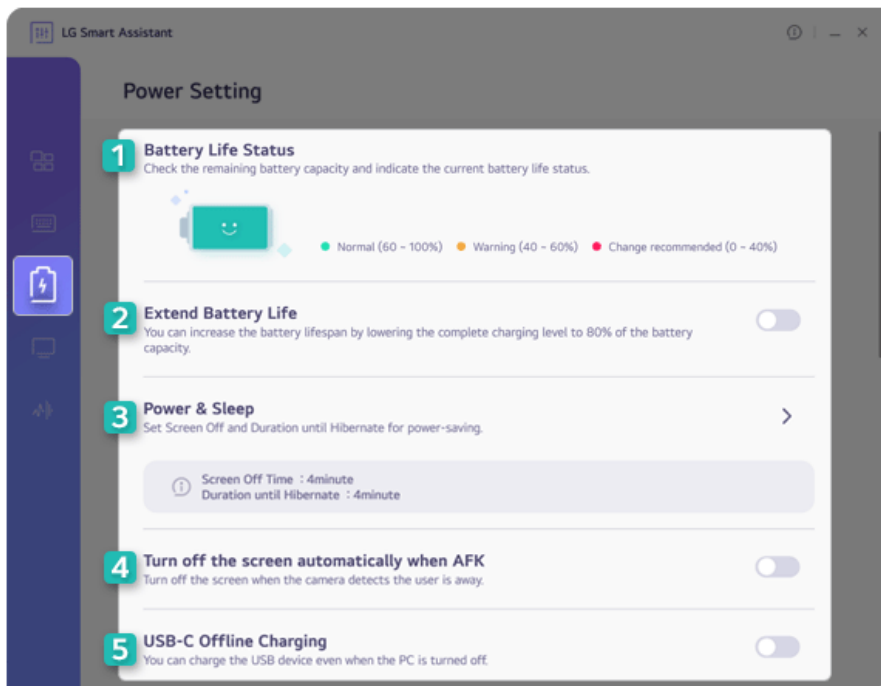 LG Smart Assistant
Power Setting
1
Battery Life Status
Check the remaining battery capacity and indicate the current battery life status.
Normal (60 ~ 100%) Warning (40 ~ 60%) Change recommended (0 ~ 40%)
2
Extend Battery Life
You can increase the battery lifespan by lowering the complete charging level to 80% of the battery
capacity.
3
Power & Sleep
Set Screen Off and Duration until Hibernate for power-saving.
Screen Off Time : 4minute
Duration until Hibernate : 4minute
4
Turn off the screen automatically when AFK
Turn off the screen when the camera detects the user is away.
5
USB-C Offline Charging
You can charge the USB device even when the PC is turned off.